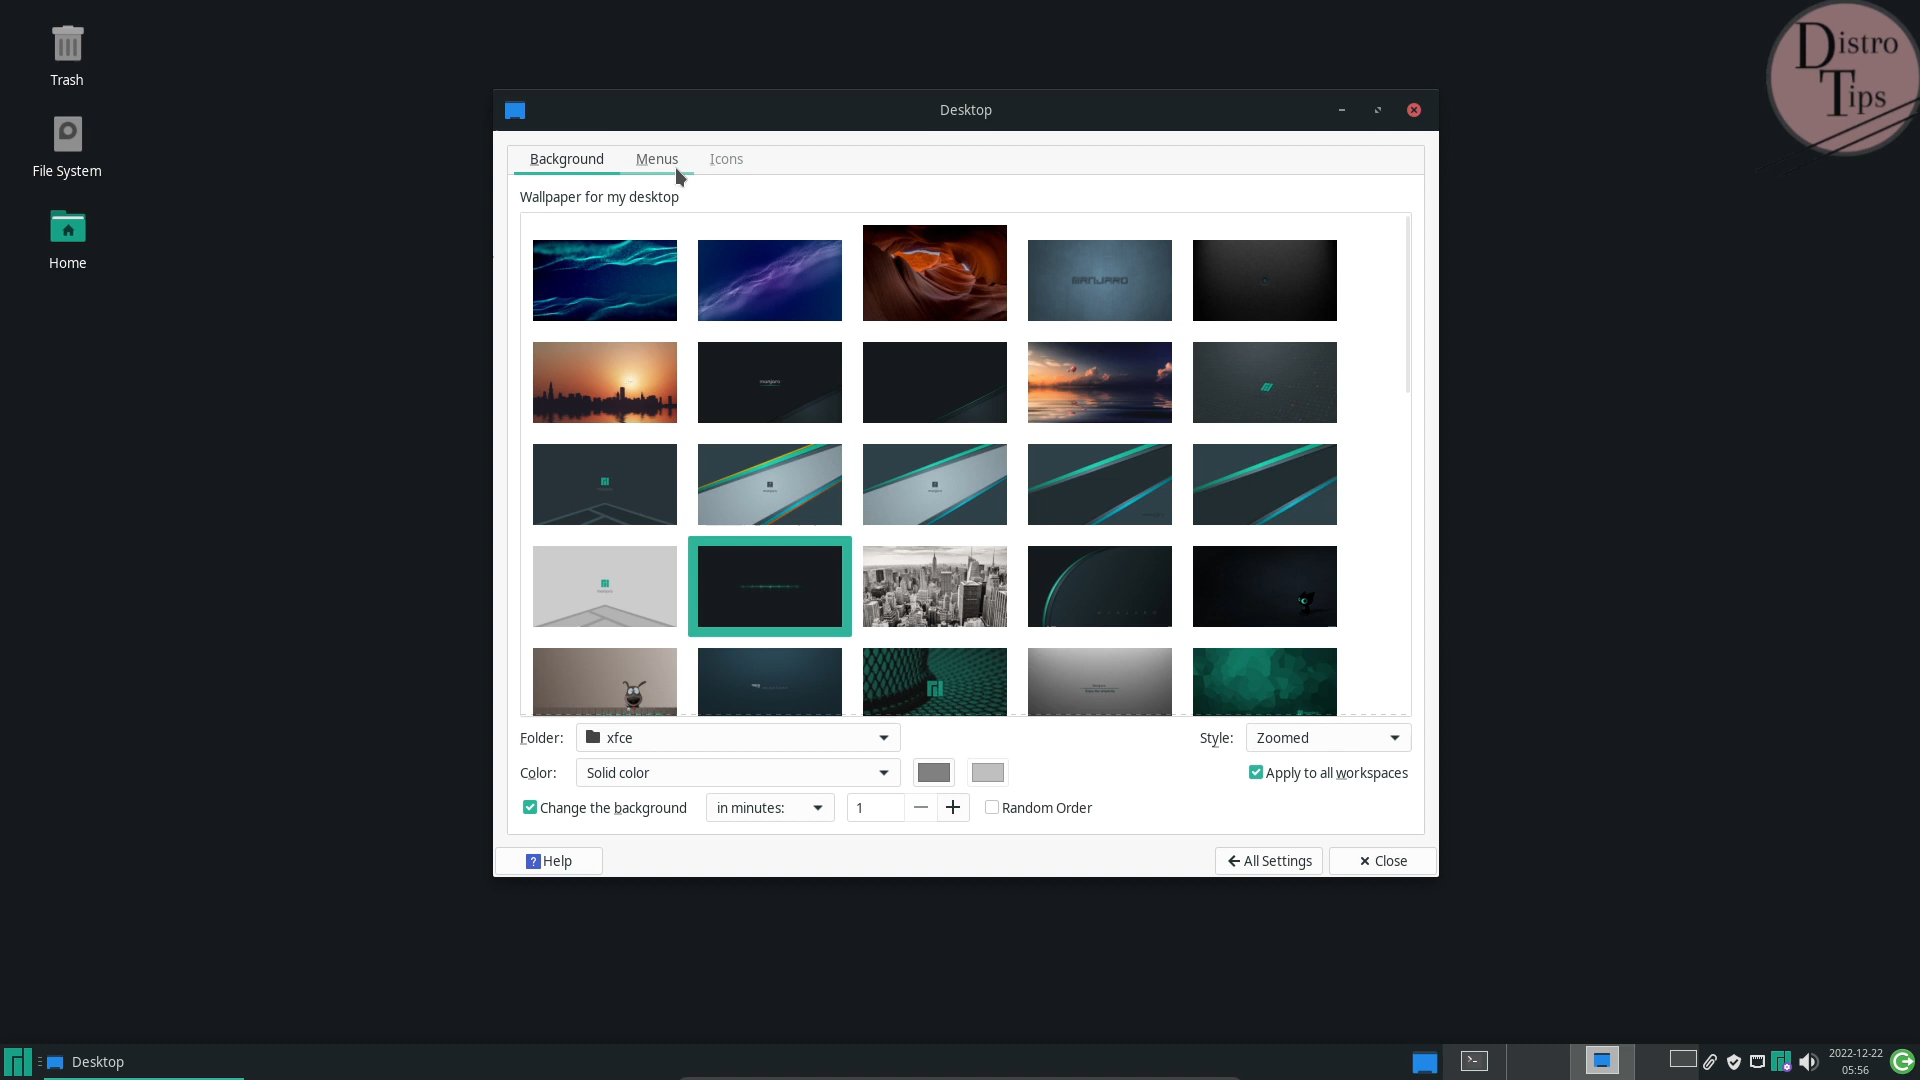 Trash
File System
Home
Distro
Tips
Desktop
Background
Menus
Icons
Wallpaper for my desktop
MANJARO
Folder:
xfce
Style:
Zoomed
Color:
Solid color
Apply to all workspaces
Change the background
in minutes:
1
Random Order
? Help
All Settings
Close
Desktop
2022-12-22
05:56